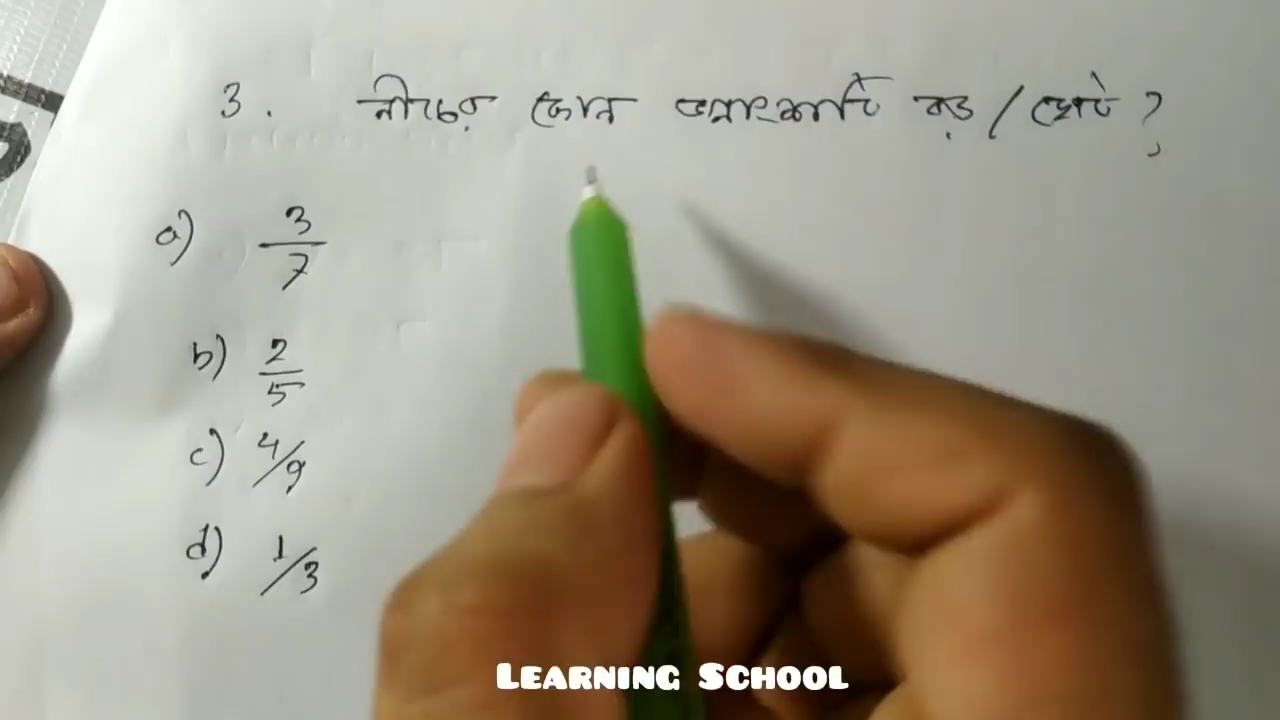 3. নীচের কোন ভগ্নাংশটি বড় / ছোট ?
a) 3/7
b) 2/5
c) 4/9
d) 1/3
LEARNING SCHOOL